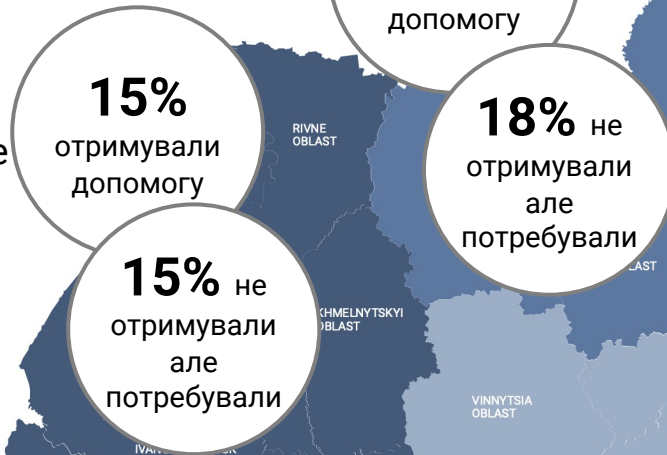 допомогу
15%
отримували
допомогу
е
18% не
отримували
але
потребували
RIVNE
OBLAST
15% не
отримували
але
потребували
KHMELNYTSKYI
OBLAST
VINNYTSIA
OBLAST